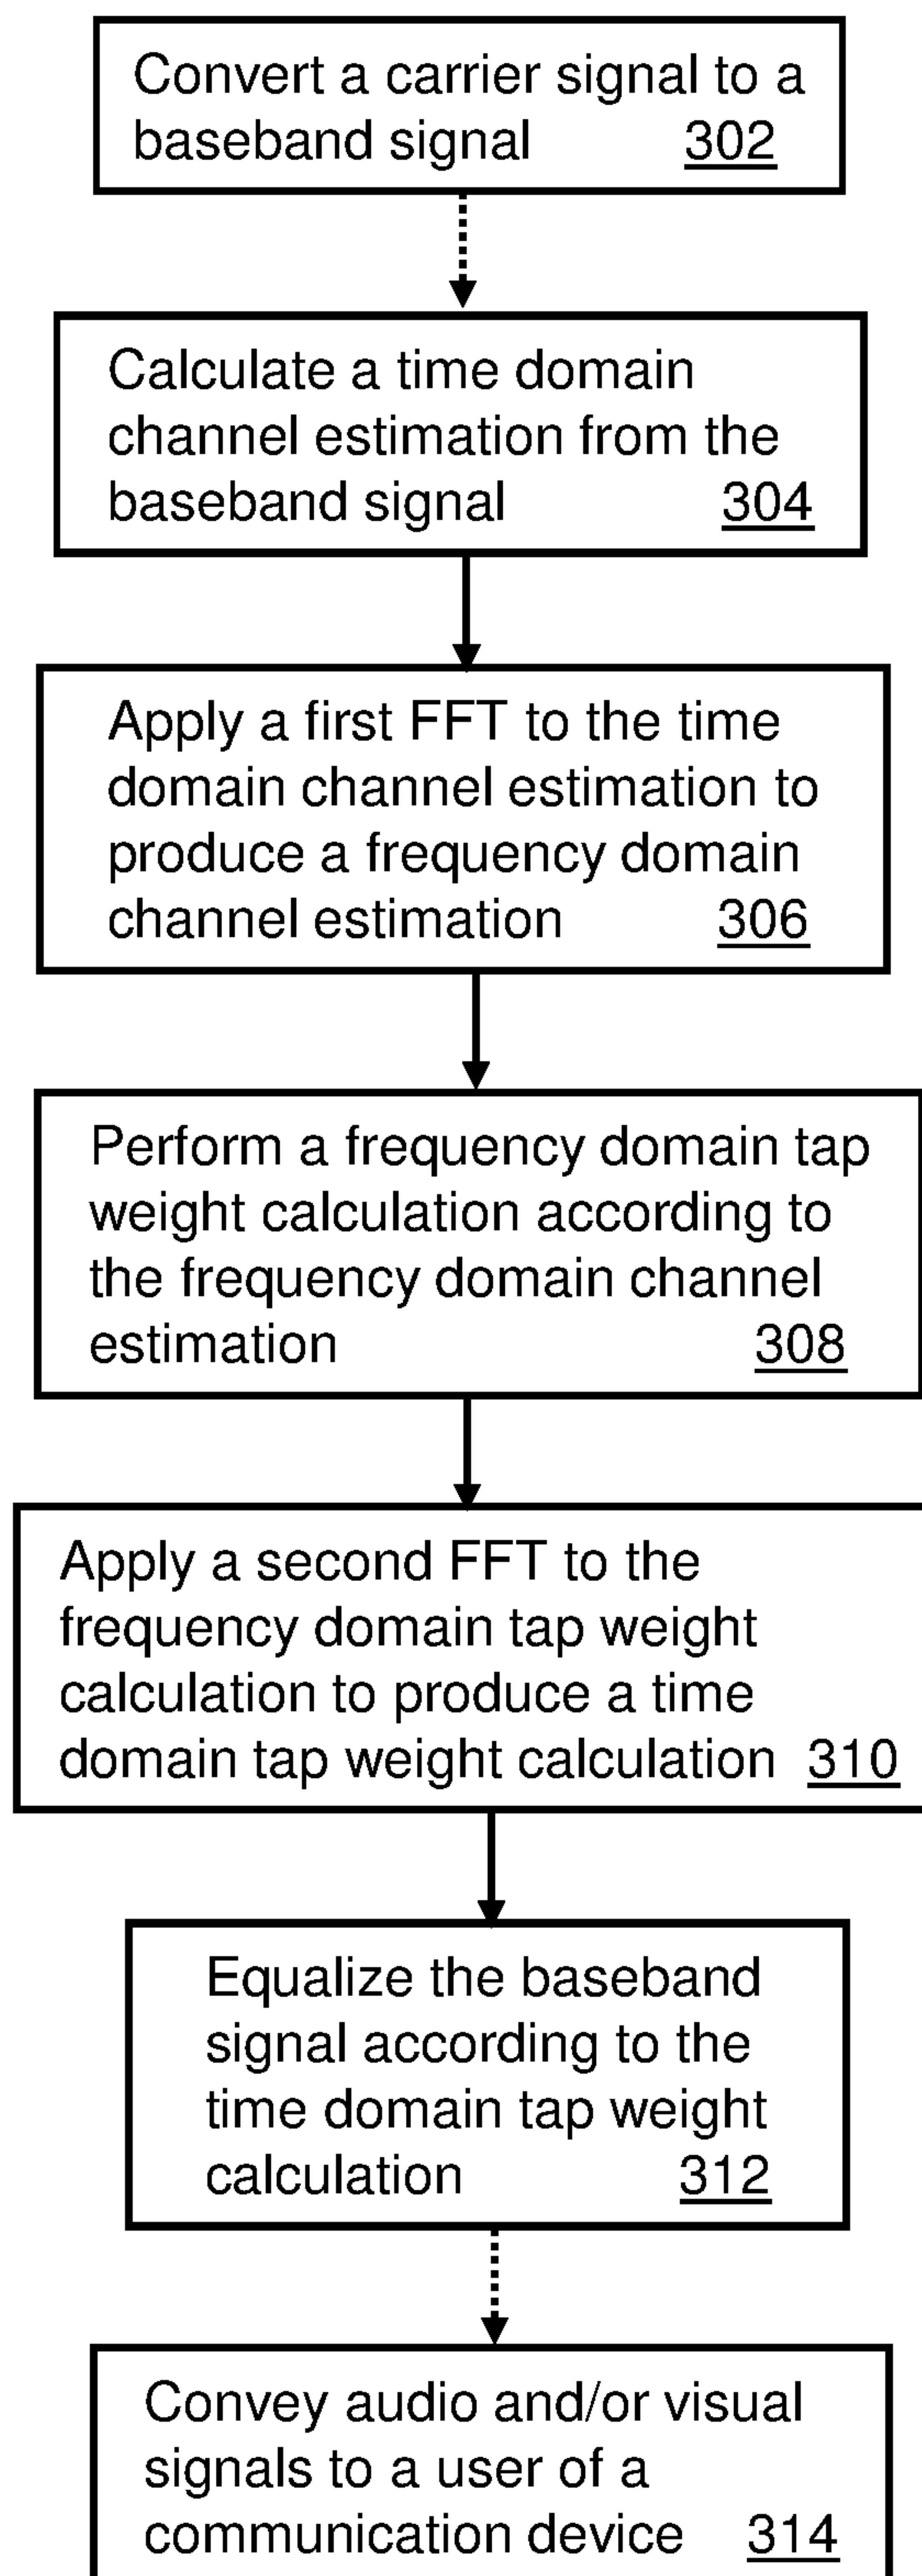 Convert a carrier signal to a
baseband signal 302
Calculate a time domain
channel estimation from the
baseband signal 304
Apply a first FFT to the time
domain channel estimation to
produce a frequency domain
channel estimation 306
Perform a frequency domain tap
weight calculation according to
the frequency domain channel
estimation 308
Apply a second FFT to the
frequency domain tap weight
calculation to produce a time
domain tap weight calculation 310
Equalize the baseband
signal according to the
time domain tap weight
calculation 312
Convey audio and/or visual
signals to a user of a
communication device 314